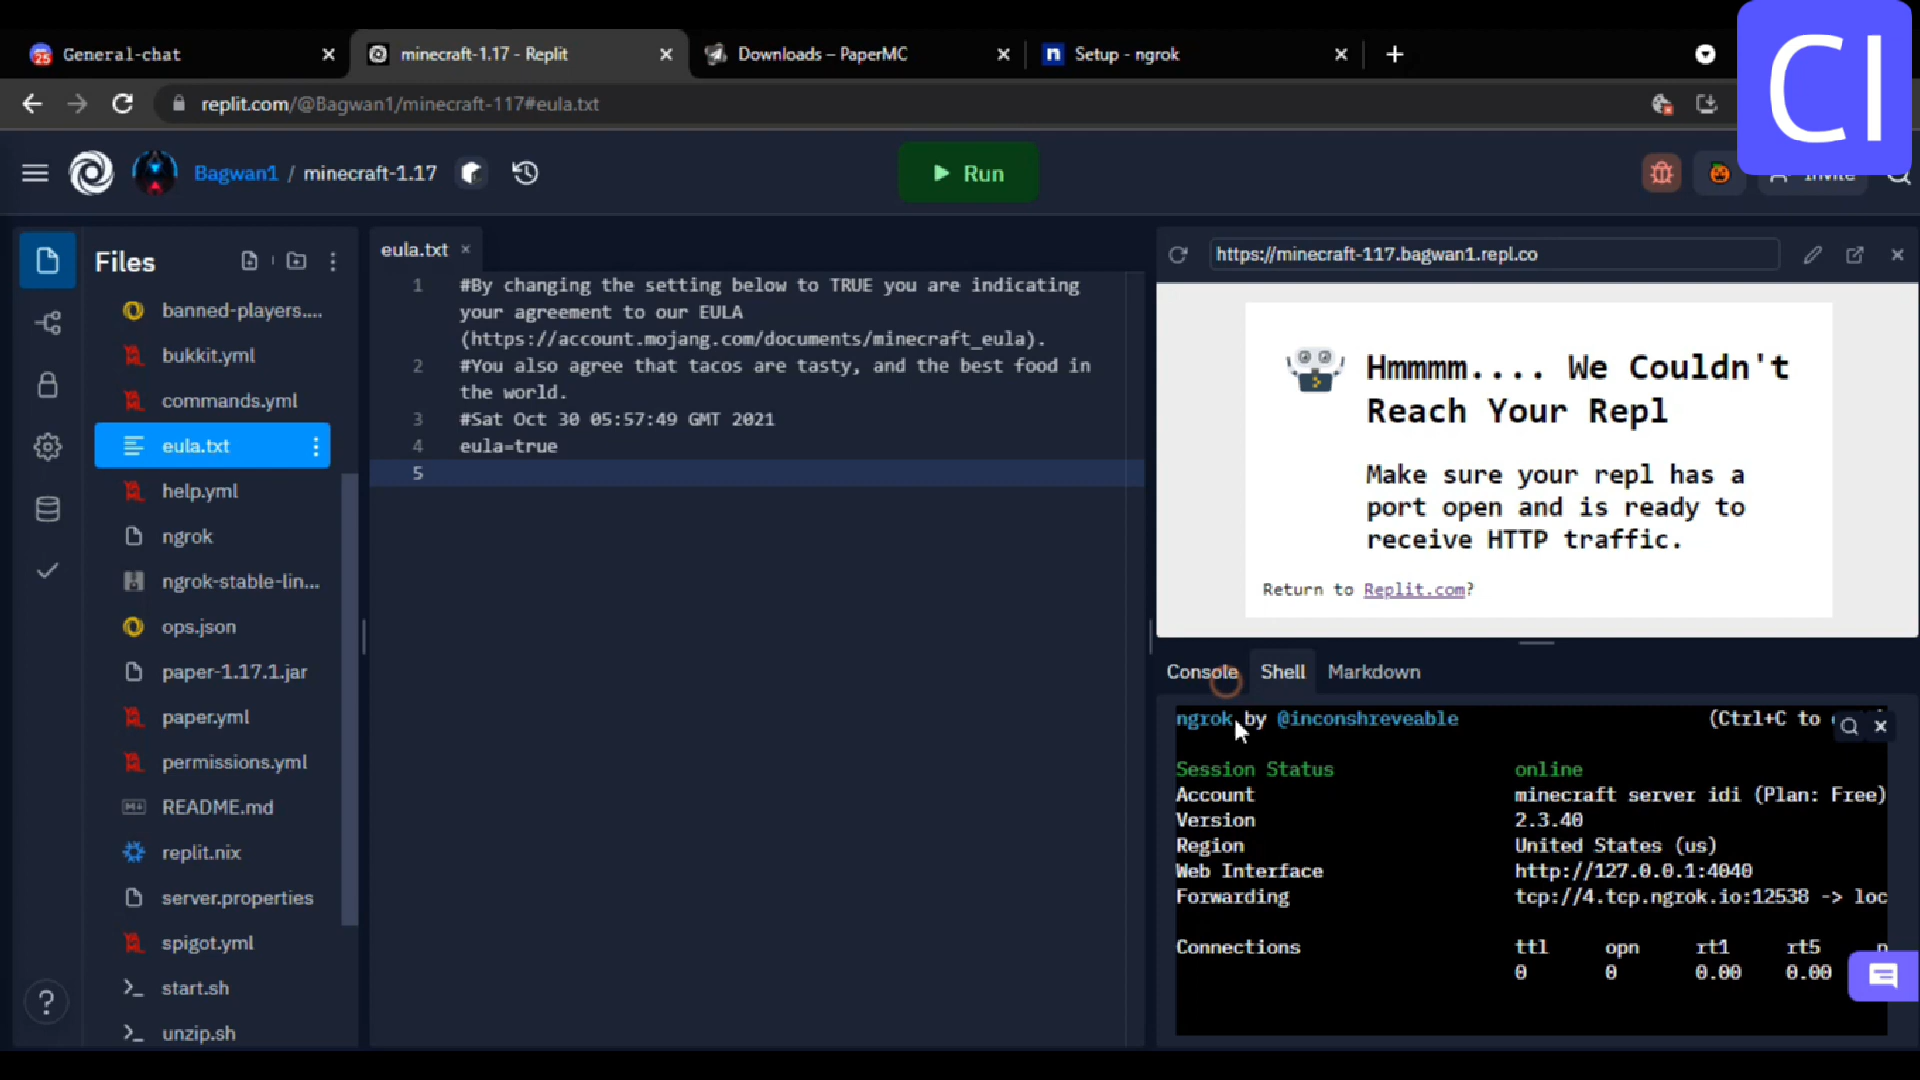 25 General-chat
minecraft-1.17 - Replit
Downloads – PaperMC
n Setup - ngrok
CI
replit.com/@Bagwan1/minecraft-117#eula.txt
Bagwan1 / minecraft-1.17
Run
Invite
Files
banned-players....
bukkit.yml
commands.yml
eula.txt
help.yml
ngrok
ngrok-stable-lin...
ops.json
paper-1.17.1.jar
paper.yml
permissions.yml
README.md
replit.nix
server.properties
spigot.yml
start.sh
unzip.sh
eula.txt
1 #By changing the setting below to TRUE you are indicating
your agreement to our EULA
(https://account.mojang.com/documents/minecraft_eula).
2 #You also agree that tacos are tasty, and the best food in
the world.
3 #Sat Oct 30 05:57:49 GMT 2021
4 eula=true
5
https://minecraft-117.bagwan1.repl.co
Hmmmm.... We Couldn't
Reach Your Repl
Make sure your repl has a
port open and is ready to
receive HTTP traffic.
Return to Replit.com?
Console Shell Markdown
ngrok by @inconshreveable (Ctrl+C to
Session Status online
Account minecraft server idi (Plan: Free)
Version 2.3.40
Region United States (us)
Web Interface http://127.0.0.1:4040
Forwarding tcp://4.tcp.ngrok.io:12538 -> loc
Connections ttl opn rt1 rt5 p
0 0 0.00 0.00